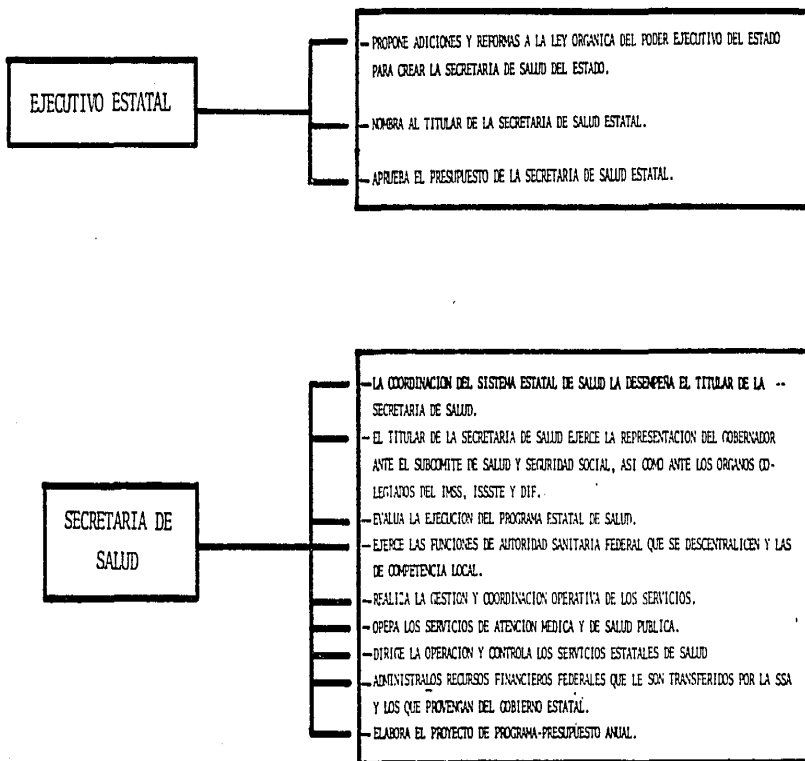 EJECUTIVO ESTATAL
- PROPONE ADICIONES Y REFORMAS A LA LEY ORGANICA DEL PODER EJECUTIVO DEL ESTADO
PARA CREAR LA SECRETARIA DE SALUD DEL ESTADO.
- NOMBRA AL TITULAR DE LA SECRETARIA DE SALUD ESTATAL.
- APRUEBA EL PRESUPUESTO DE LA SECRETARIA DE SALUD ESTATAL.
SECRETARIA DE
SALUD
- LA COORDINACION DEL SISTEMA ESTATAL DE SALUD LA DESEMPEÑA EL TITULAR DE LA --
SECRETARIA DE SALUD.
- EL TITULAR DE LA SECRETARIA DE SALUD EJERCE LA REPRESENTACION DEL GOBERNADOR
ANTE EL SUBCOMITE DE SALUD Y SEGURIDAD SOCIAL, ASI COMO ANTE LOS ORGANOS CO-
LEGIADOS DEL IMSS, ISSSTE Y DIF.
- EVALUA LA EJECUCION DEL PROGRAMA ESTATAL DE SALUD.
- EJERCE LAS FUNCIONES DE AUTORIDAD SANITARIA FEDERAL QUE SE DESCENTRALICEN Y LAS
DE COMPETENCIA LOCAL.
- REALIZA LA GESTION Y COORDINACION OPERATIVA DE LOS SERVICIOS.
- OPERA LOS SERVICIOS DE ATENCION MEDICA Y DE SALUD PUBLICA.
- DIRIGE LA OPERACION Y CONTROLA LOS SERVICIOS ESTATALES DE SALUD
- ADMINISTRALOS RECURSOS FINANCIEROS FEDERALES QUE LE SON TRANSFERIDOS POR LA SSA
Y LOS QUE PROVENGAN DEL GOBIERNO ESTATAL.
- ELABORA EL PROYECTO DE PROGRAMA-PRESUPUESTO ANUAL.